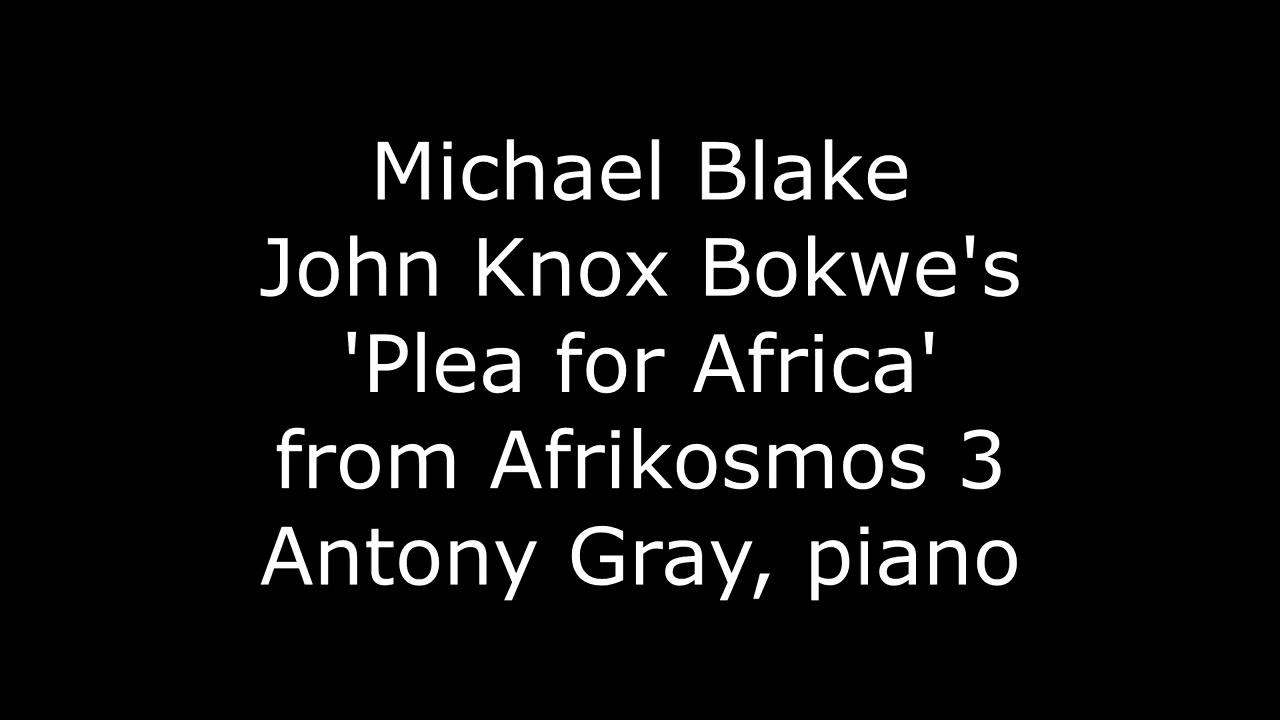 Michael Blake
John Knox Bokwe's
'Plea for Africa'
from Afrikosmos 3
Antony Gray, piano